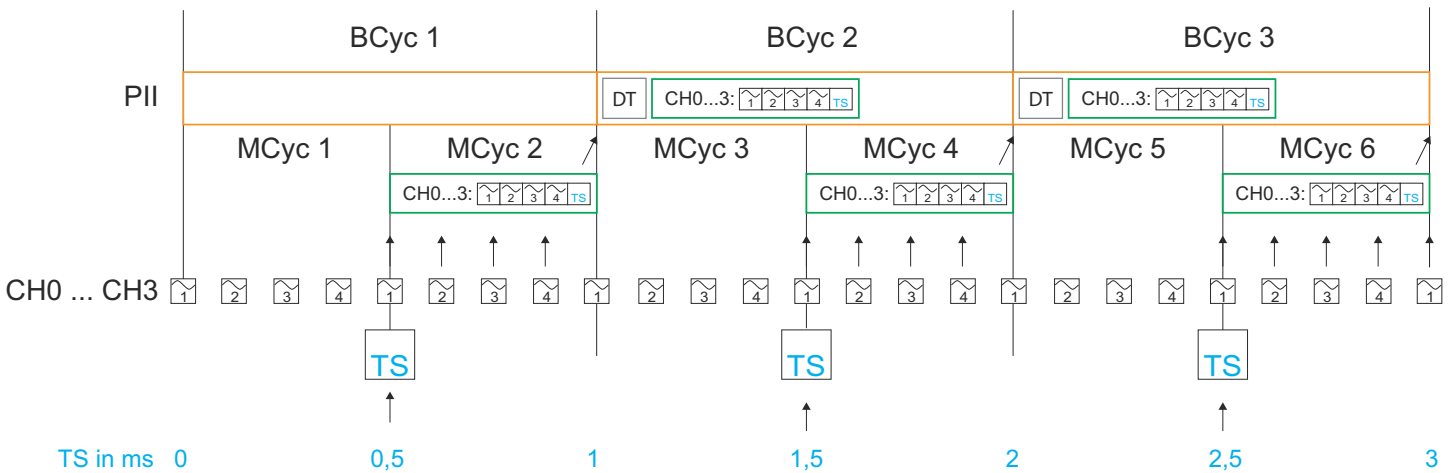 BCyc 1 BCyc 2 BCyc 3
PII DT CH0...3: 1 2 3 4 TS DT CH0...3: 1 2 3 4 TS
MCyc 1 MCyc 2 MCyc 3 MCyc 4 MCyc 5 MCyc 6
CH0...3: 1 2 3 4 TS CH0...3: 1 2 3 4 TS CH0...3: 1 2 3 4 TS
CH0 ... CH3 1 2 3 4 1 2 3 4 1 2 3 4 1 2 3 4 1 2 3 4 1 2 3 4 1
TS TS TS
TS in ms 0 0,5 1 1,5 2 2,5 3